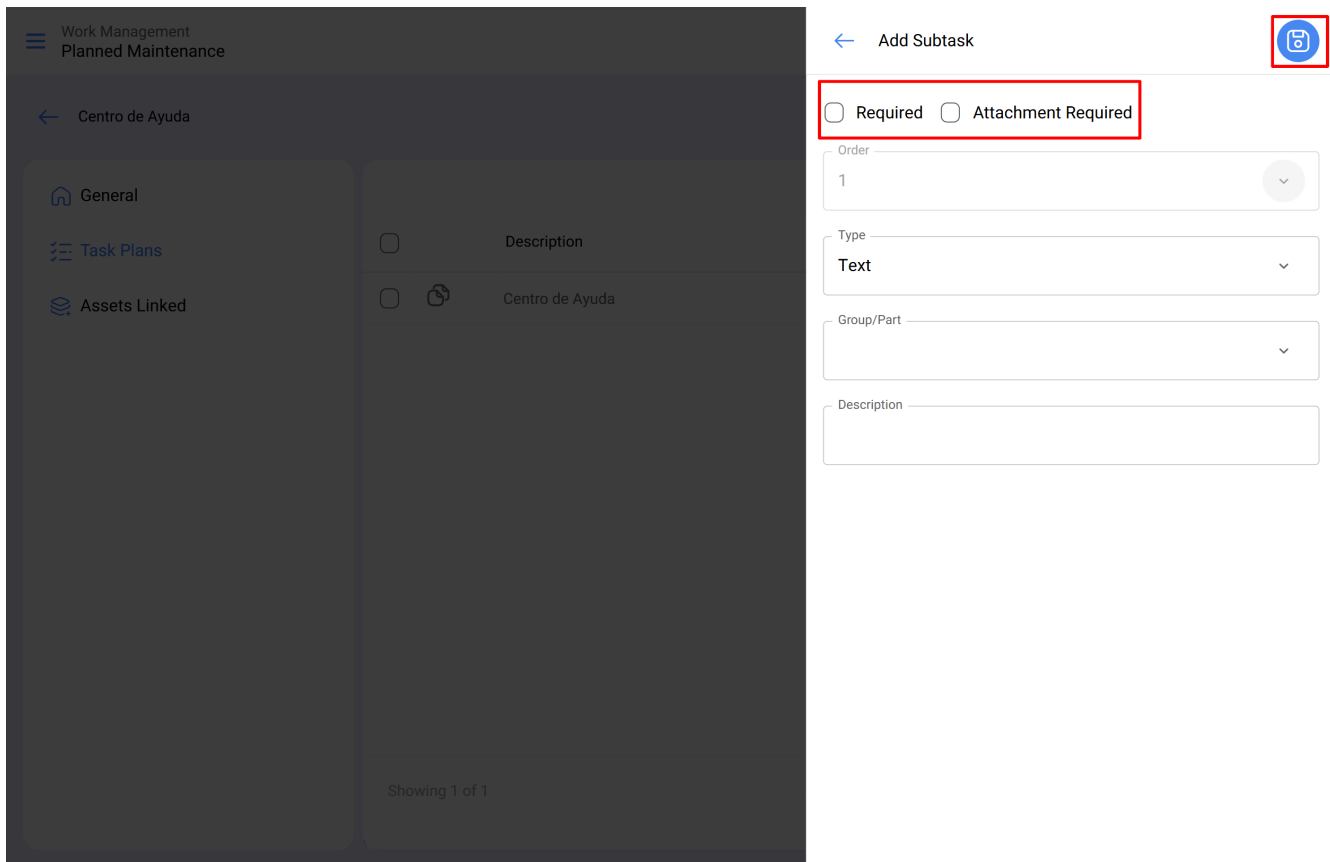 Work Management
Planned Maintenance
Centro de Ayuda
General
Task Plans
Assets Linked
Description
Centro de Ayuda
Showing 1 of 1
Add Subtask
Required Attachment Required
Order
1
Type
Text
Group/Part
Description